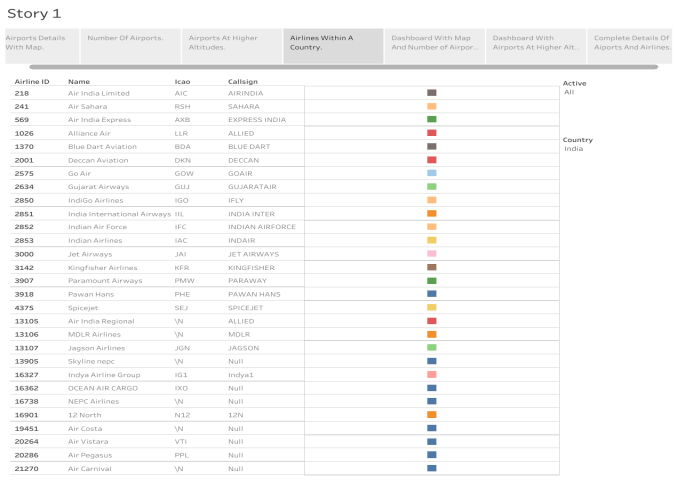 Story 1
Airports Details With Map.
Number Of Airports.
Airports At Higher Altitudes.
Airlines Within A Country.
Dashboard With Map And Number of Airpor..
Dashboard With Airports At Higher Alt..
Complete Details Of Aiports And Airlines.
Airline ID Name Icao Callsign
218 Air India Limited AIC AIRINDIA
241 Air Sahara RSH SAHARA
569 Air India Express AXB EXPRESS INDIA
1026 Alliance Air LLR ALLIED
1370 Blue Dart Aviation BDA BLUE DART
2001 Deccan Aviation DKN DECCAN
2575 Go Air GOW GOAIR
2634 Gujarat Airways GUJ GUJARATAIR
2850 IndiGo Airlines IGO IFLY
2851 India International Airways IIL INDIA INTER
2852 Indian Air Force IFC INDIAN AIRFORCE
2853 Indian Airlines IAC INDAIR
3000 Jet Airways JAI JET AIRWAYS
3142 Kingfisher Airlines KFR KINGFISHER
3907 Paramount Airways PMW PARAWAY
3918 Pawan Hans PHE PAWAN HANS
4375 Spicejet SEJ SPICEJET
13105 Air India Regional \N ALLIED
13106 MDLR Airlines \N MDLR
13107 Jagson Airlines JGN JAGSON
13905 Skyline nepc \N Null
16327 Indya Airline Group IG1 Indya1
16362 OCEAN AIR CARGO IXO Null
16738 NEPC Airlines \N Null
16901 12 North N12 12N
19451 Air Costa \N Null
20264 Air Vistara VTI Null
20286 Air Pegasus PPL Null
21270 Air Carnival \N Null
Active
All
Country
India